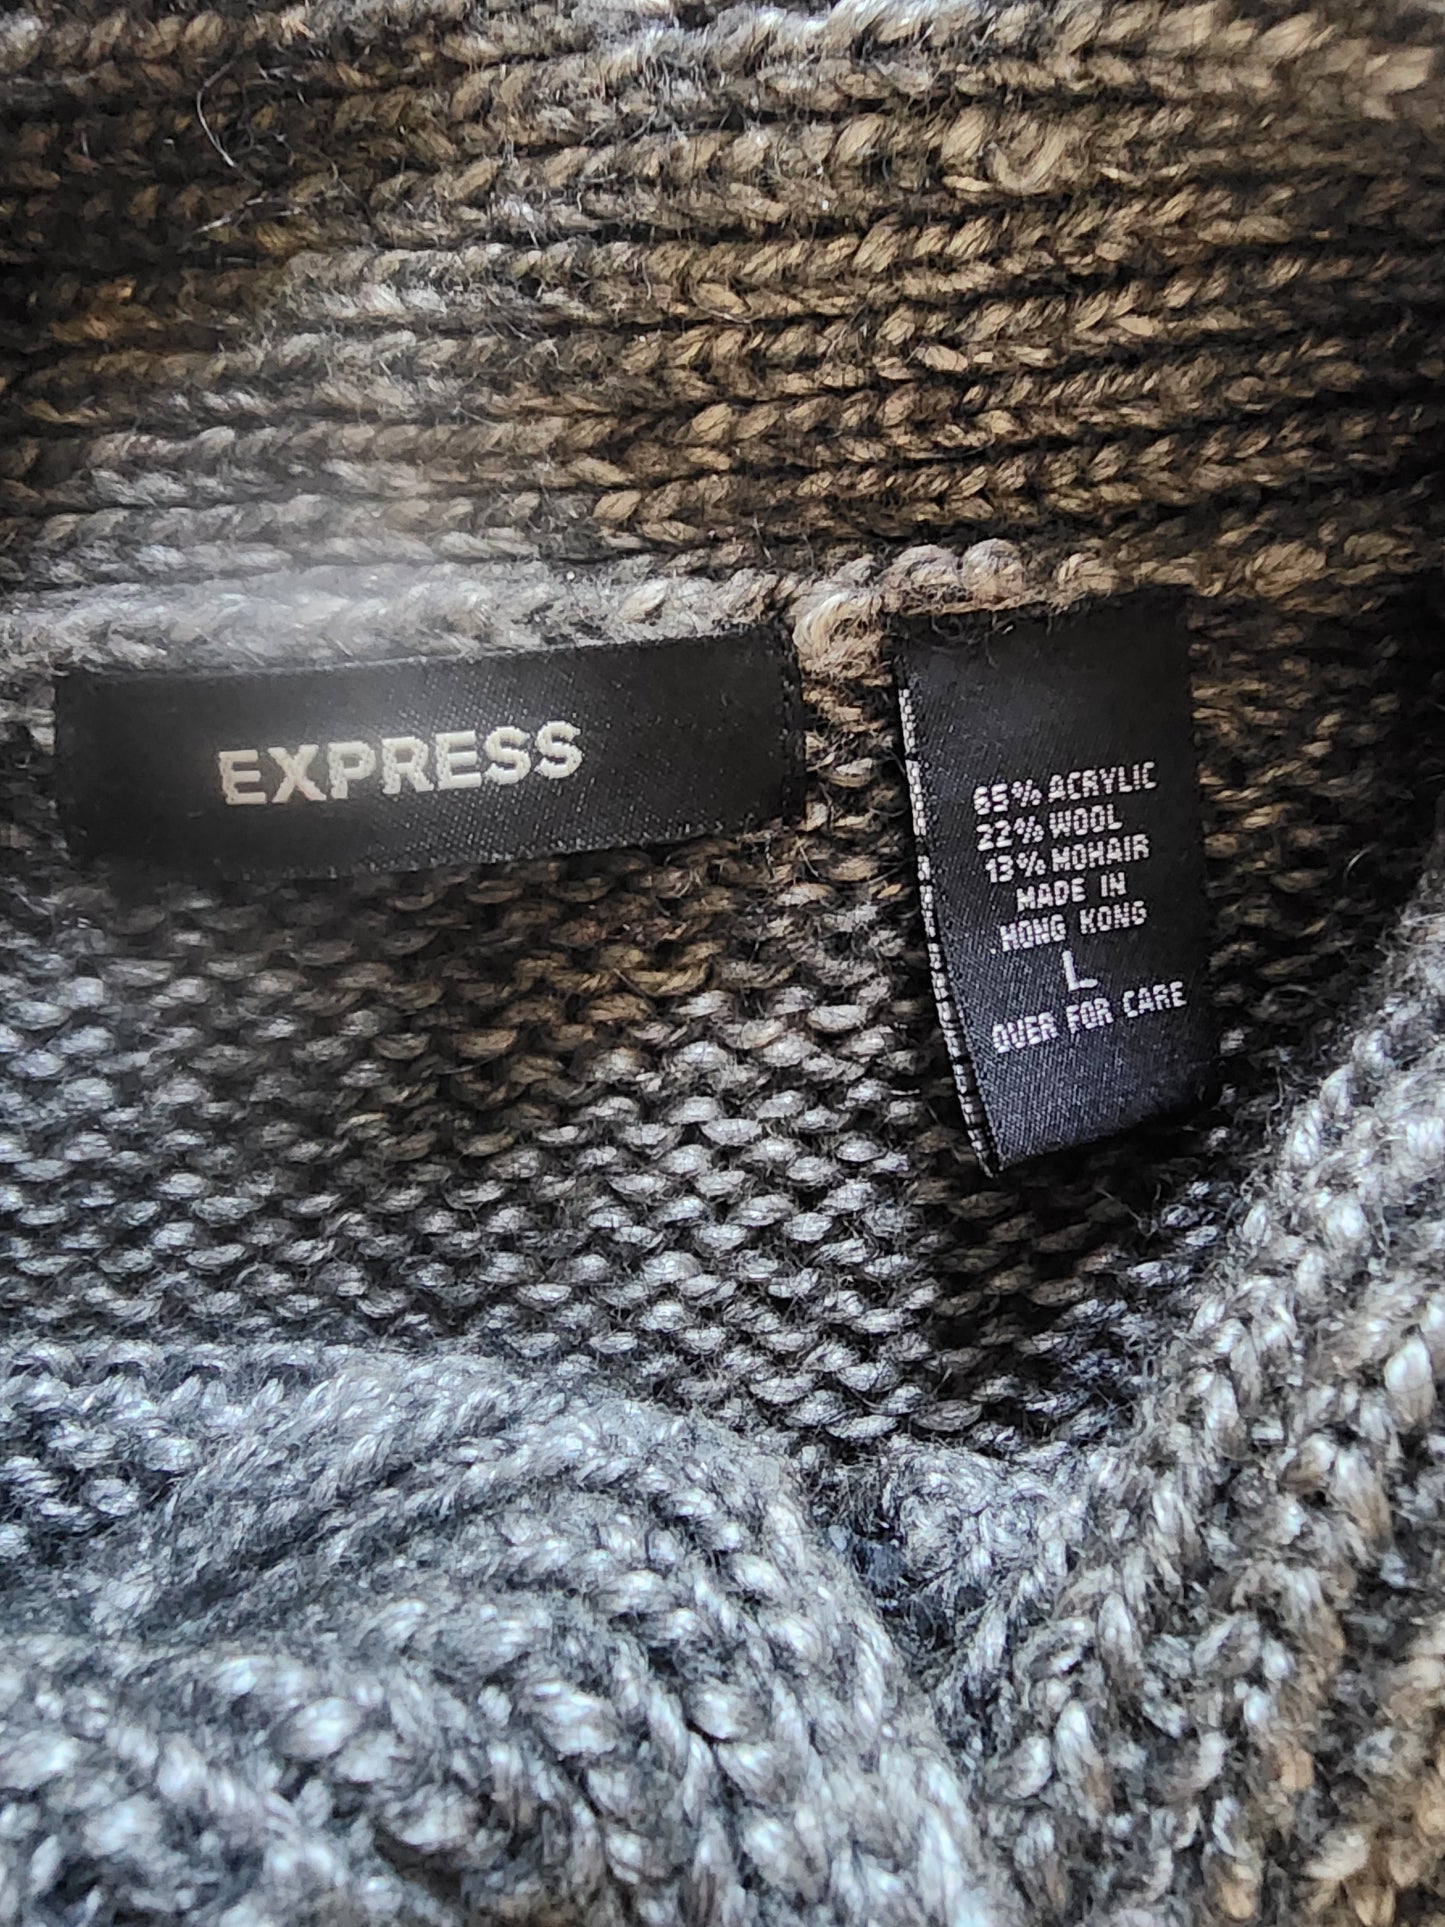 EXPRESS
65% ACRYLIC
22% WOOL
13% MOHAIR
MADE IN
HONG KONG
L
OVER FOR CARE